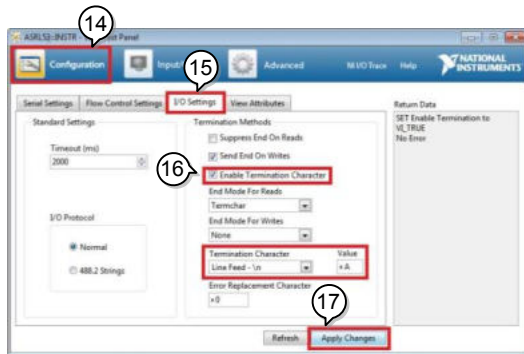 14
ASRL53::INSTR
Configuration
Advanced
NI I/O Trace
Help
NATIONAL
INSTRUMENTS
15
Serial Settings
Flow Control Settings
I/O Settings
View Attributes
Return Data
SET Enable Termination to
VI_TRUE
No Error
Standard Settings
Timeout (ms)
2000
I/O Protocol
Normal
488.2 Strings
Termination Methods
Suppress End On Reads
Send End On Writes
16
Enable Termination Character
End Mode For Reads
Termchar
End Mode For Writes
None
Termination Character
Value
Line Feed - \n
xA
Error Replacement Character
x0
17
Refresh
Apply Changes